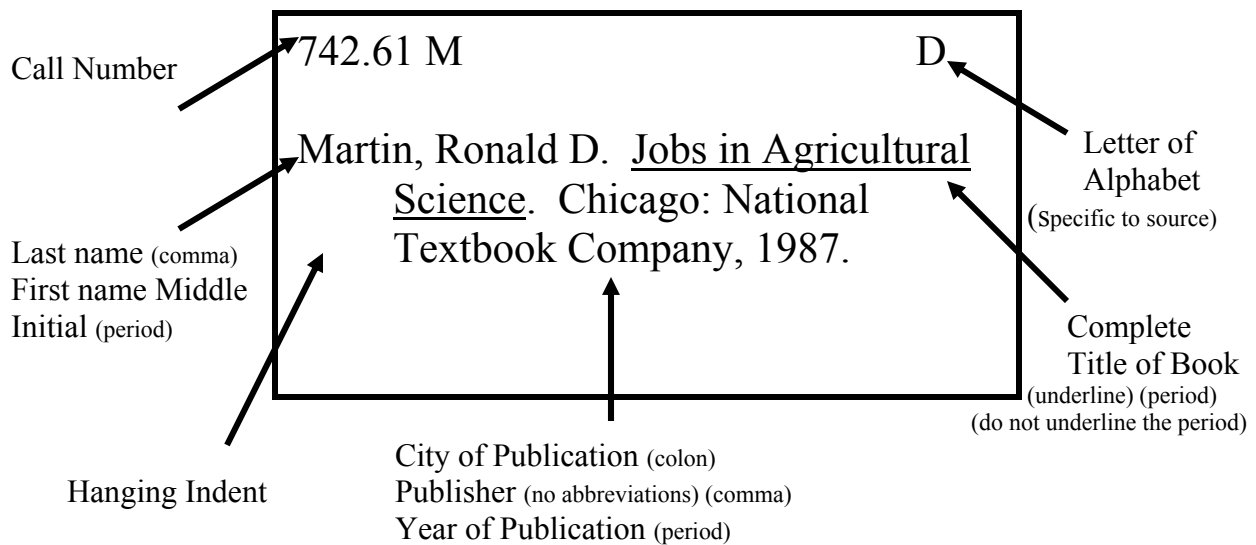 742.61 M D
Call Number
Martin, Ronald D. Jobs in Agricultural
Science. Chicago: National
Textbook Company, 1987.
Letter of
Alphabet
(Specific to source)
Last name (comma)
First name Middle
Initial (period)
Complete
Title of Book
(underline) (period)
(do not underline the period)
Hanging Indent
City of Publication (colon)
Publisher (no abbreviations) (comma)
Year of Publication (period)